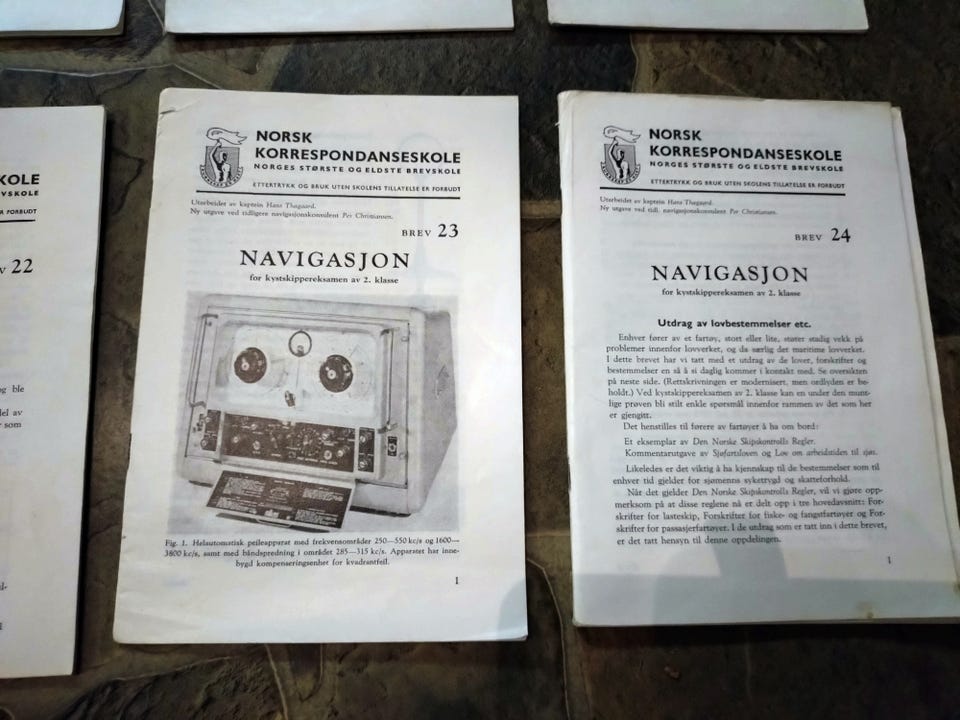 KOLE
VSKOLE
R FORBUDT
V 22
og ble
del av
som
il-
NORSK
KORRESPONDANSESKOLE
NORGES STØRSTE OG ELDSTE BREVSKOLE
ETTERTRYKK OG BRUK UTEN SKOLENS TILLATELSE ER FORBUDT
Utarbeidet av kaptein Hans Thagaard.
Ny utgave ved tidligere navigasjonskonsulent Per Christiansen.
BREV 23
NAVIGASJON
for kystskippereksamen av 2. klasse
Fig. 1. Helautomatisk peileapparat med frekvensområder 250—550 kc/s og 1600—
3800 kc/s, samt med båndspredning i området 285—315 kc/s. Apparatet har inne-
bygd kompenseringsenhet for kvadrantfeil.
1
NORSK
KORRESPONDANSESKOLE
NORGES STØRSTE OG ELDSTE BREVSKOLE
ETTERTRYKK OG BRUK UTEN SKOLENS TILLATELSE ER FORBUDT
Utarbeidet av kaptein Hans Thagaard.
Ny utgave ved tidl. navigasjonskonsulent Per Christiansen.
BREV 24
NAVIGASJON
for kystskippereksamen av 2. klasse
Utdrag av lovbestemmelser etc.
Enhver fører av et fartøy, stort eller lite, støter stadig vekk på
problemer innenfor lovverket, og da særlig det maritime lovverket.
I dette brevet har vi tatt med et utdrag av de lover, forskrifter og
bestemmelser en så å si daglig kommer i kontakt med. Se oversikten
på neste side. (Rettskrivningen er modernisert, men ordlyden er be-
holdt.) Ved kystskippereksamen av 2. klasse kan en under den munt-
lige prøven bli stilt enkle spørsmål innenfor rammen av det som her
er gjengitt.
Det henstilles til førere av fartøyer å ha om bord:
Et eksemplar av Den Norske Skipskontrolls Regler.
Kommentarutgave av Sjøfartsloven og Lov om arbeidstiden til sjøs.
Likeledes er det viktig å ha kjennskap til de bestemmelser som til
enhver tid gjelder for sjømenns syketrygd og skatteforhold.
Når det gjelder Den Norske Skipskontrolls Regler, vil vi gjøre opp-
merksom på at disse reglene nå er delt opp i tre hovedavsnitt: For-
skrifter for lasteskip, Forskrifter for fiske- og fangstfartøyer og For-
skrifter for passasjerfartøyer. I de utdrag som er tatt inn i dette brevet,
er det tatt hensyn til denne oppdelingen.
1